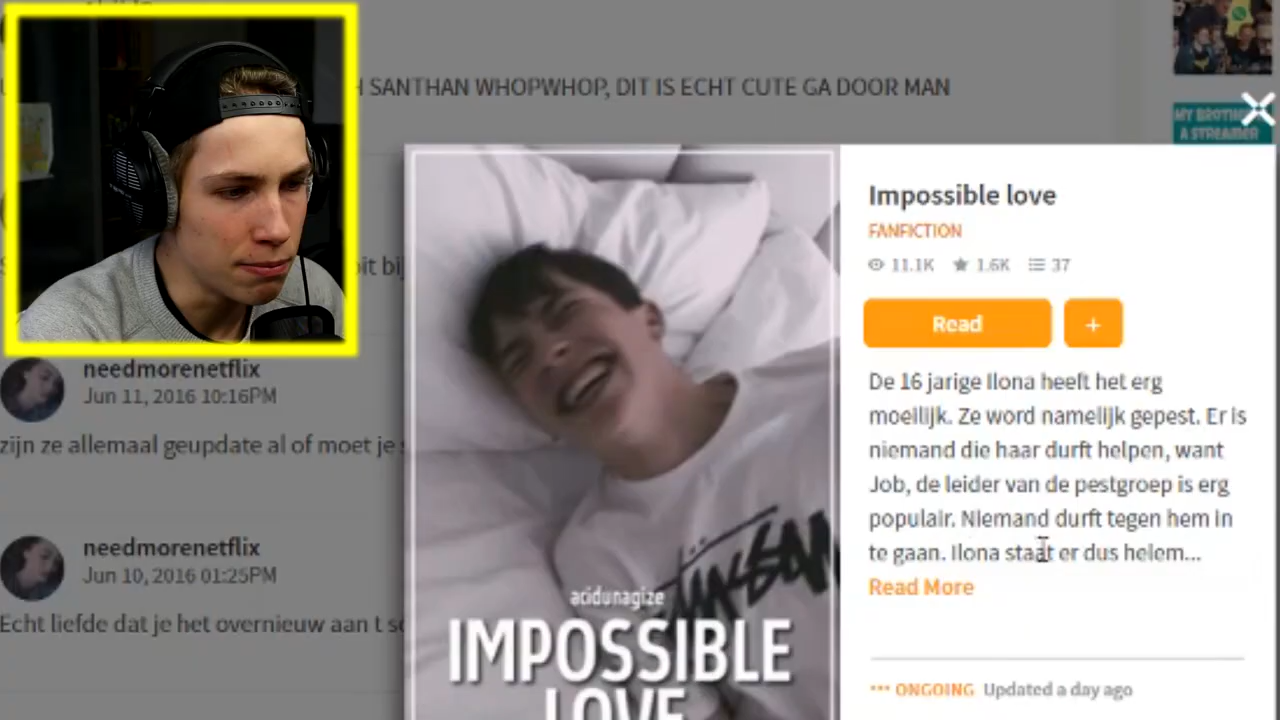 SANTHAN WHOPWHOP, DIT IS ECHT CUTE GA DOOR MAN
MY BROTHE
A STREAMER
needmorenetflix
Jun 11, 2016 10:16PM
zijn ze allemaal geupdate al of moet je
needmorenetflix
Jun 10, 2016 01:25PM
Echt liefde dat je het overnieuw aan t
acidunagize
IMPOSSIBLE
LOVE
Impossible love
FANFICTION
11.1K 1.6K 37
Read +
De 16 jarige Ilona heeft het erg
moeilijk. Ze word namelijk gepest. Er is
niemand die haar durft helpen, want
Job, de leider van de pestgroep is erg
populair. Niemand durft tegen hem in
te gaan. Ilona staat er dus helem...
Read More
••• ONGOING Updated a day ago